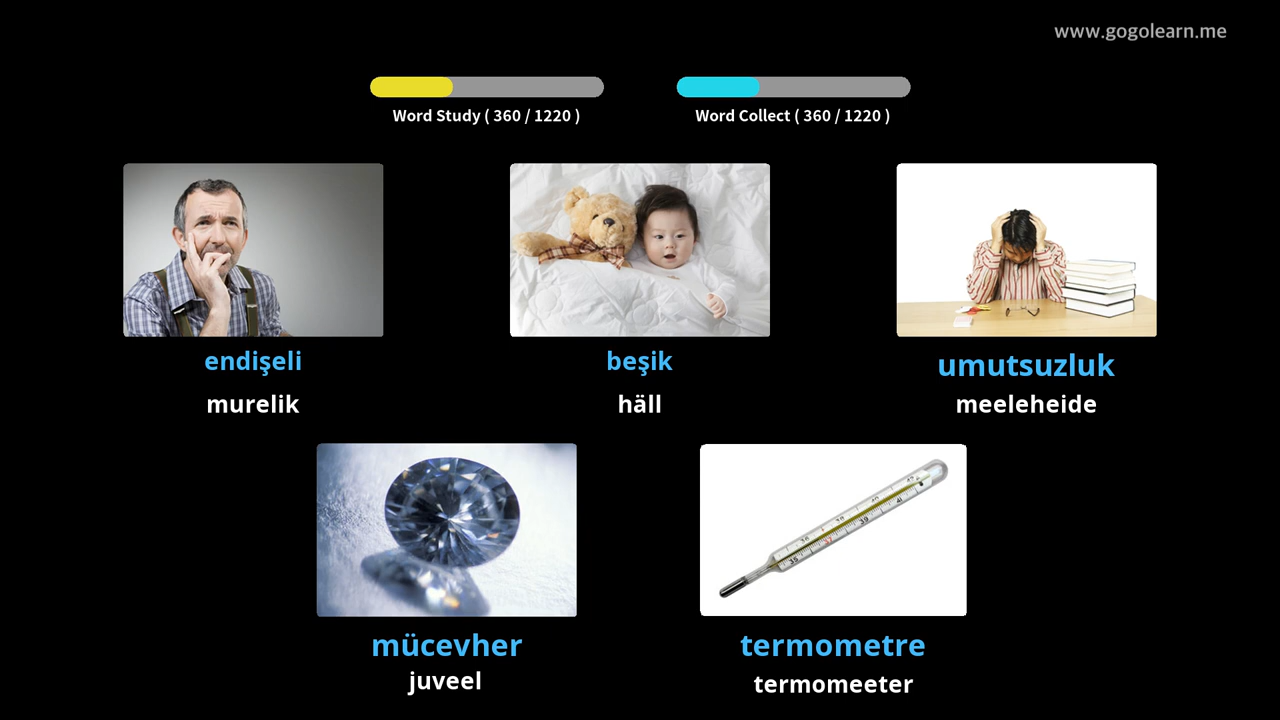 www.gogolearn.me
Word Study ( 360 / 1220 )
Word Collect ( 360 / 1220 )
endişeli
murelik
beşik
häll
umutsuzluk
meeleheide
mücevher
juveel
termometre
termomeeter